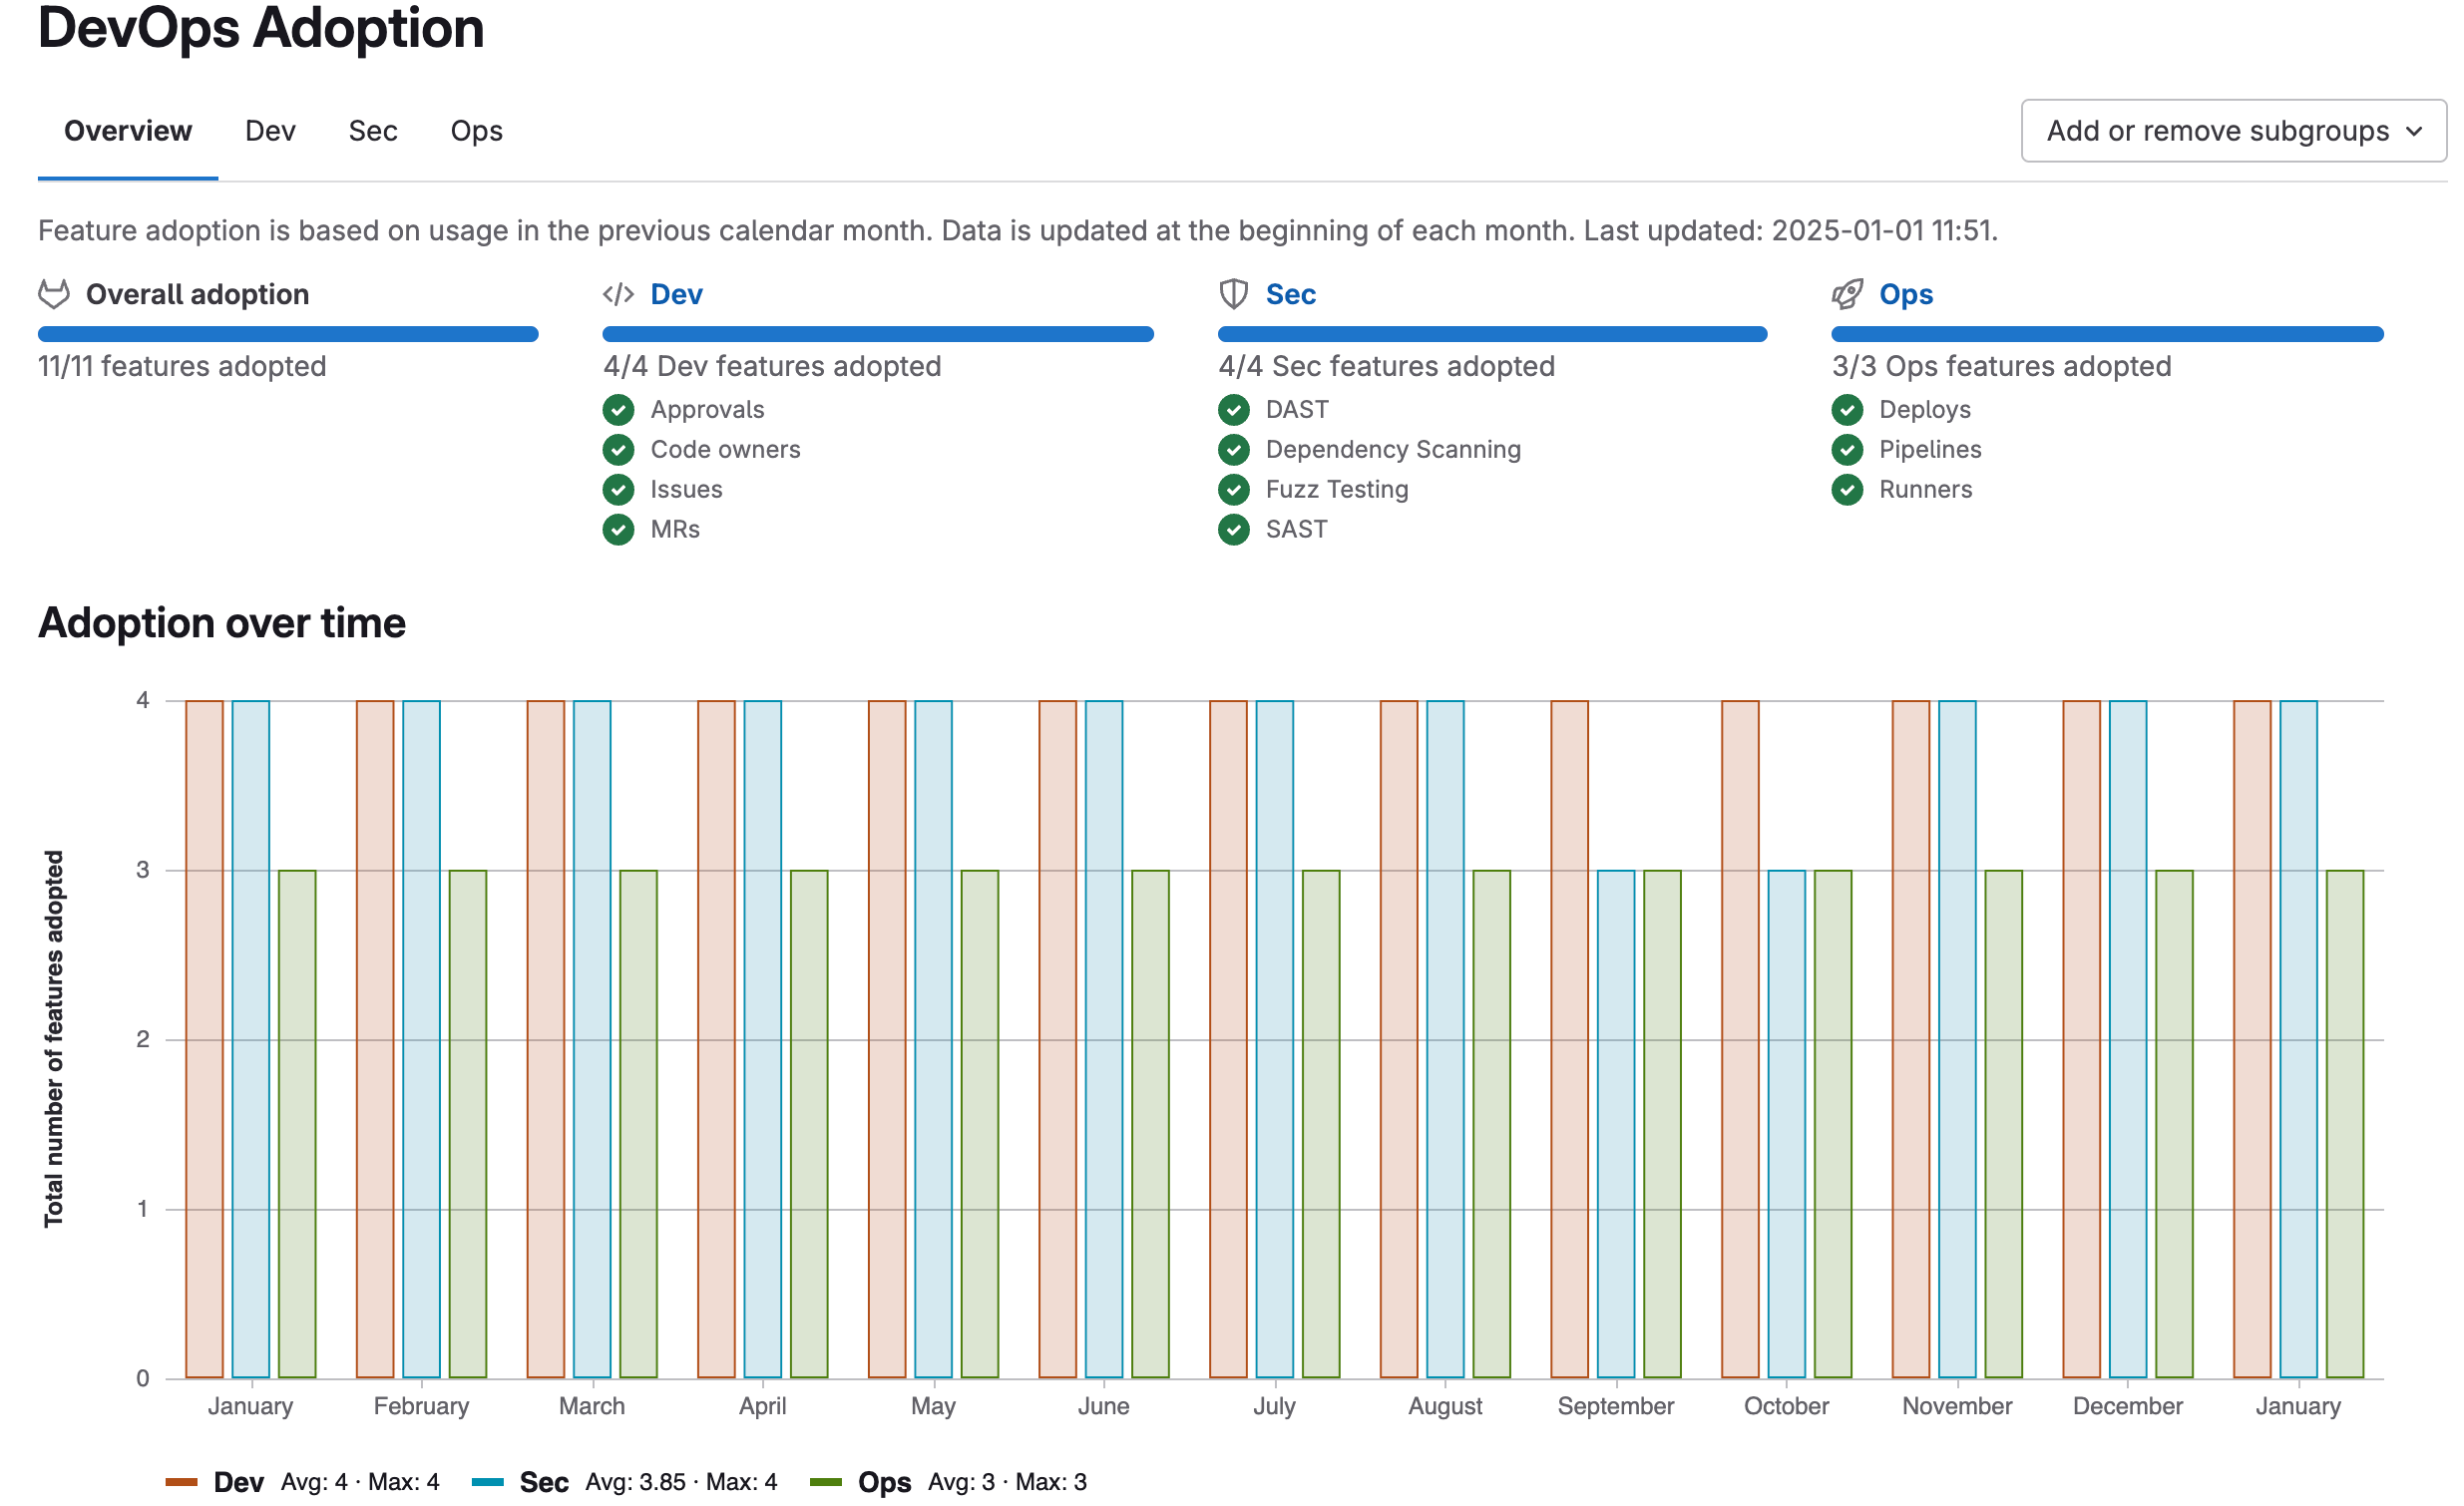 DevOps Adoption
Overview Dev Sec Ops Add or remove subgroups
Feature adoption is based on usage in the previous calendar month. Data is updated at the beginning of each month. Last updated: 2025-01-01 11:51.
Overall adoption
11/11 features adopted
Dev
4/4 Dev features adopted
Approvals
Code owners
Issues
MRs
Sec
4/4 Sec features adopted
DAST
Dependency Scanning
Fuzz Testing
SAST
Ops
3/3 Ops features adopted
Deploys
Pipelines
Runners
Adoption over time
Total number of features adopted
4
3
2
1
0
January February March April May June July August September October November December January
Dev Avg: 4 · Max: 4 Sec Avg: 3.85 · Max: 4 Ops Avg: 3 · Max: 3